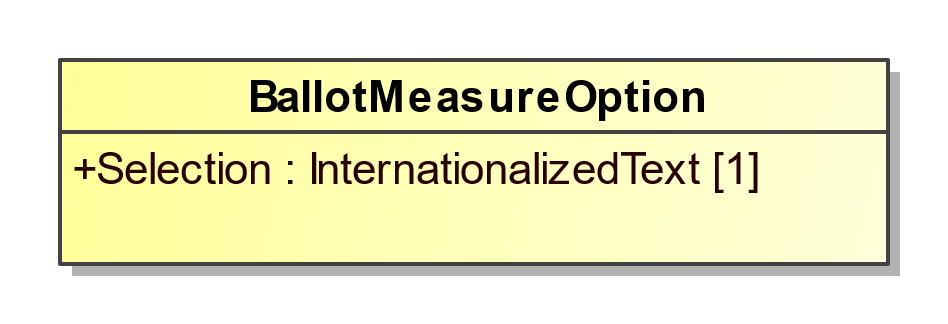 BallotMeasureOption
+Selection : InternationalizedText [1]